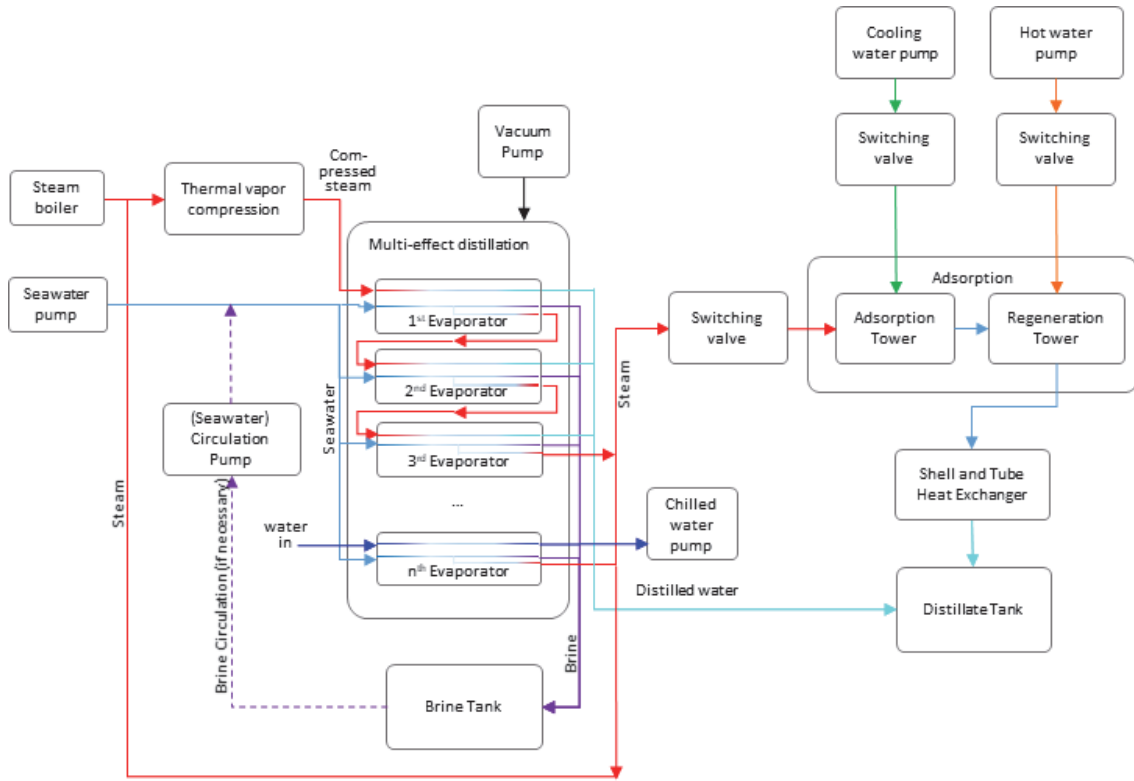 Cooling
water pump
Hot water
pump
Vacuum
Pump
Switching
valve
Switching
valve
Com-
pressed
steam
Steam
boiler
Thermal vapor
compression
Multi-effect distillation
Adsorption
Seawater
pump
1st Evaporator
Switching
valve
Adsorption
Tower
Regeneration
Tower
2nd Evaporator
Steam
Seawater
(Seawater)
Circulation
Pump
3rd Evaporator
Shell and Tube
Heat Exchanger
...
Steam
water
in
Chilled
water
pump
nth Evaporator
Brine Circulation (if necessary)
Distilled water
Distillate Tank
Brine
Brine Tank